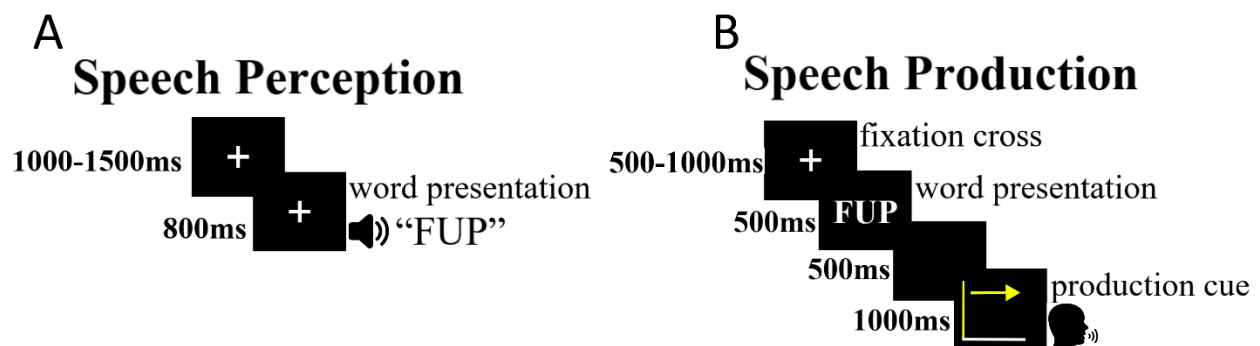 A
Speech Perception
1000-1500ms
word presentation
800ms
“FUP”
B
Speech Production
fixation cross
500-1000ms
word presentation
FUP
500ms
500ms
production cue
1000ms